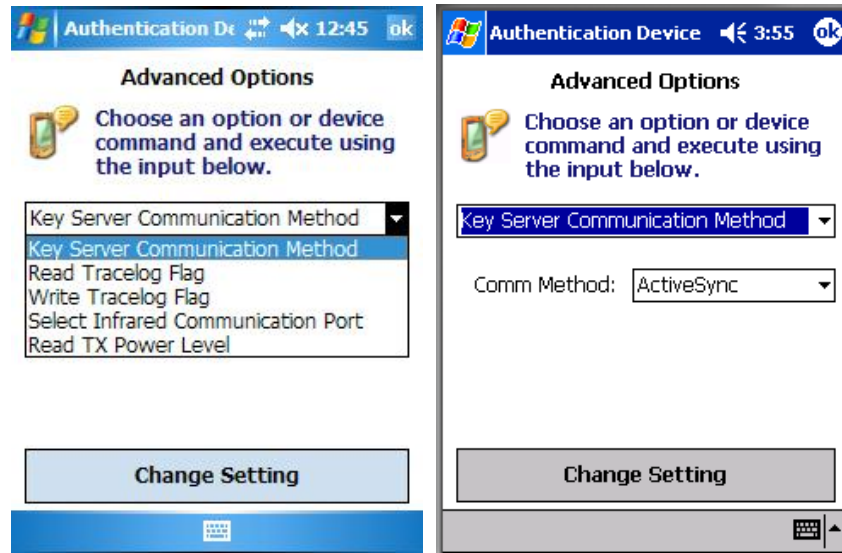 Authentication De 12:45 ok
Advanced Options
Choose an option or device
command and execute using
the input below.
Key Server Communication Method
Key Server Communication Method
Read Tracelog Flag
Write Tracelog Flag
Select Infrared Communication Port
Read TX Power Level
Change Setting
Authentication Device 3:55 ok
Advanced Options
Choose an option or device
command and execute using
the input below.
Key Server Communication Method
Comm Method: ActiveSync
Change Setting